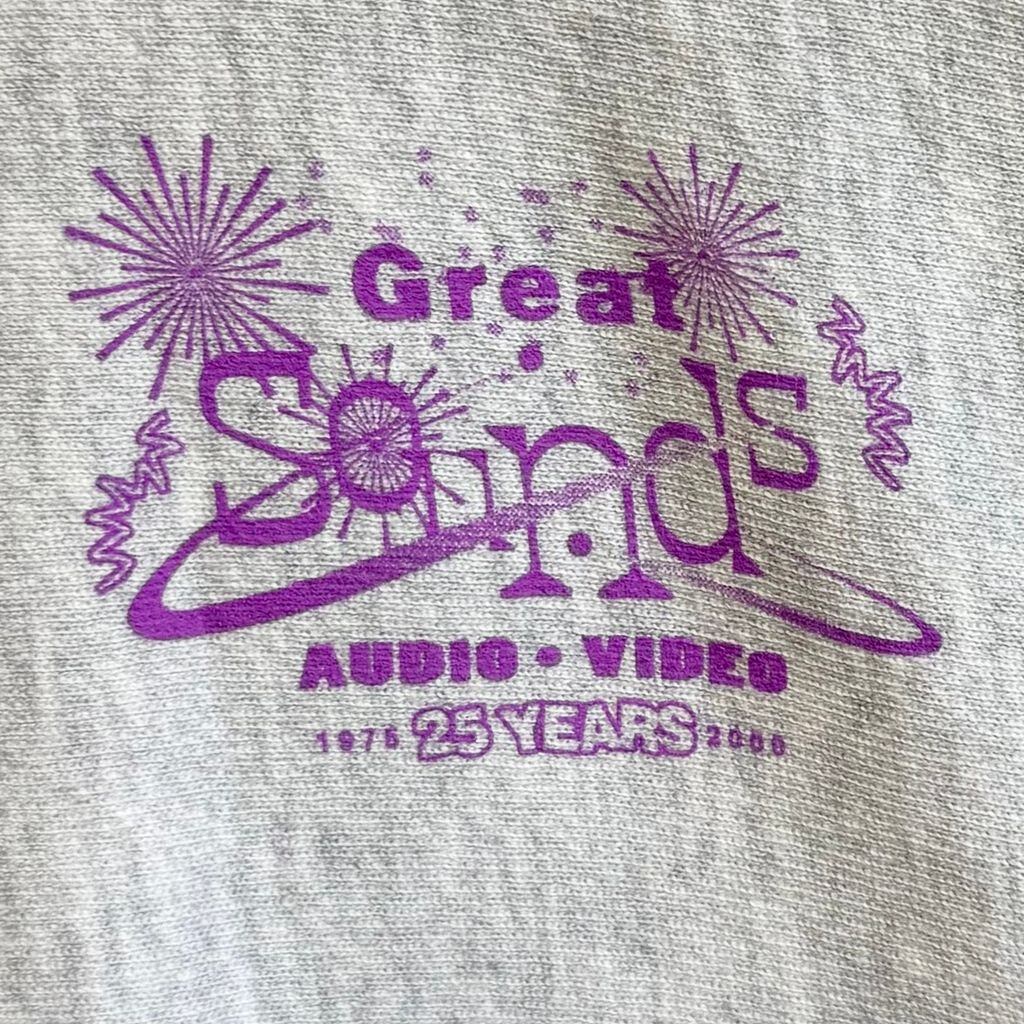 Great
Sounds
AUDIO • VIDEO
1975 25 YEARS 2000